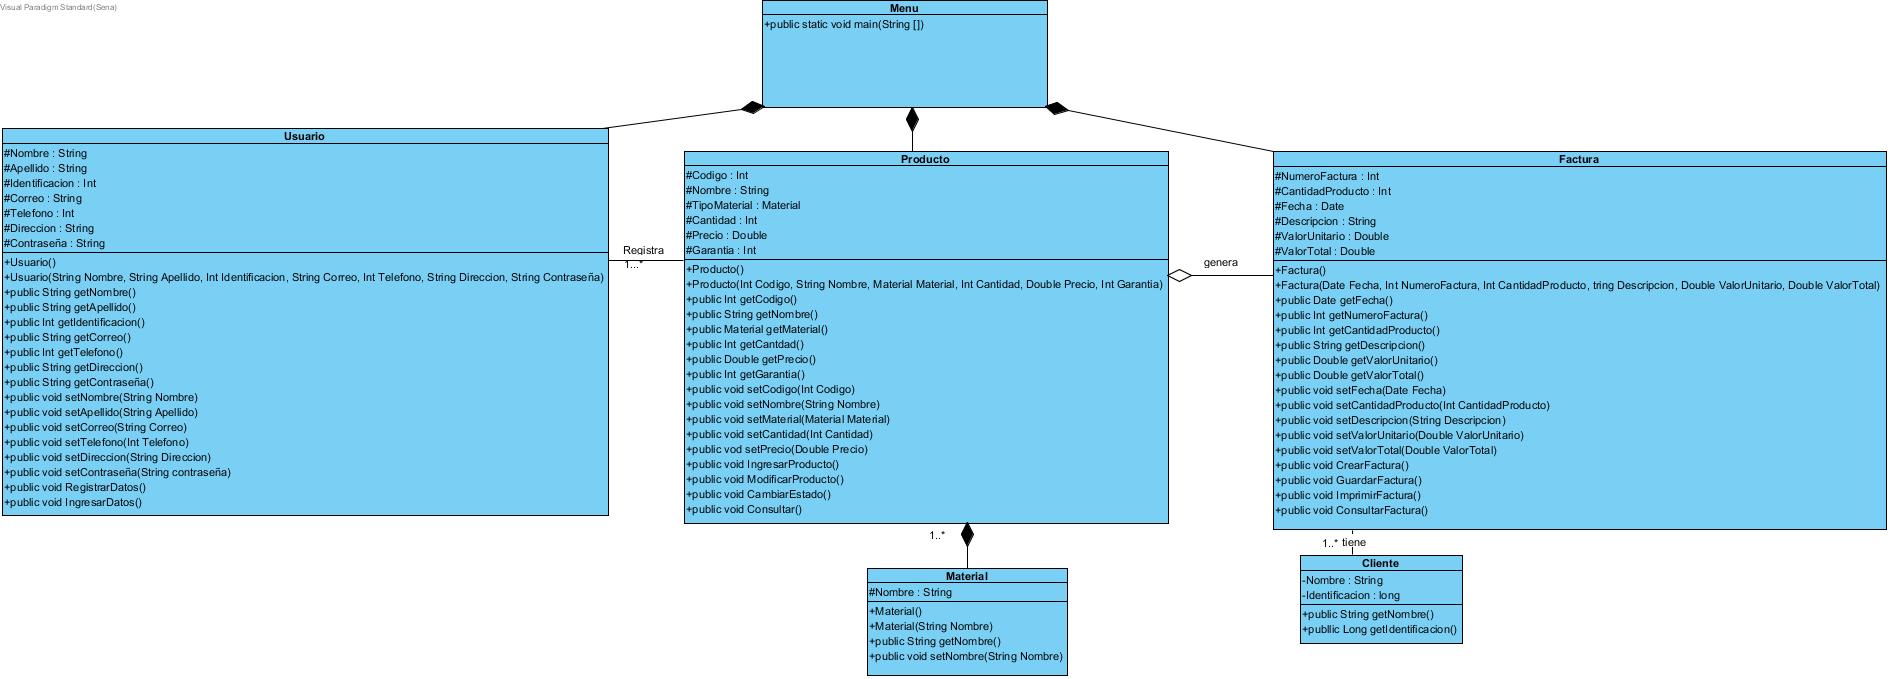 Visual Paradigm Standard(Sena)
Menu
+public static void main(String [])
Usuario
#Nombre : String
#Apellido : String
#Identificacion : Int
#Correo : String
#Telefono : Int
#Direccion : String
#Contraseña : String
+Usuario()
+Usuario(String Nombre, String Apellido, Int Identificacion, String Correo, Int Telefono, String Direccion, String Contraseña)
+public String getNombre()
+public String getApellido()
+public Int getIdentificacion()
+public String getCorreo()
+public Int getTelefono()
+public String getDireccion()
+public String getContraseña()
+public void setNombre(String Nombre)
+public void setApellido(String Apellido)
+public void setCorreo(String Correo)
+public void setTelefono(Int Telefono)
+public void setDireccion(String Direccion)
+public void setContraseña(String contraseña)
+public void RegistrarDatos()
+public void IngresarDatos()
Registra
1...*
Producto
#Codigo : Int
#Nombre : String
#TipoMaterial : Material
#Cantidad : Int
#Precio : Double
#Garantia : Int
+Producto()
+Producto(Int Codigo, String Nombre, Material Material, Int Cantidad, Double Precio, Int Garantia)
+public Int getCodigo()
+public String getNombre()
+public Material getMaterial()
+public Int getCantdad()
+public Double getPrecio()
+public Int getGarantia()
+public void setCodigo(Int Codigo)
+public void setNombre(String Nombre)
+public void setMaterial(Material Material)
+public void setCantidad(Int Cantidad)
+public vod setPrecio(Double Precio)
+public void IngresarProducto()
+public void ModificarProducto()
+public void CambiarEstado()
+public void Consultar()
genera
Factura
#NumeroFactura : Int
#CantidadProducto : Int
#Fecha : Date
#Descripcion : String
#ValorUnitario : Double
#ValorTotal : Double
+Factura()
+Factura(Date Fecha, Int NumeroFactura, Int CantidadProducto, tring Descripcion, Double ValorUnitario, Double ValorTotal)
+public Date getFecha()
+public Int getNumeroFactura()
+public Int getCantidadProducto()
+public String getDescripcion()
+public Double getValorUnitario()
+public Double getValorTotal()
+public void setFecha(Date Fecha)
+public void setCantidadProducto(Int CantidadProducto)
+public void setDescripcion(String Descripcion)
+public void setValorUnitario(Double ValorUnitario)
+public void setValorTotal(Double ValorTotal)
+public void CrearFactura()
+public void GuardarFactura()
+public void ImprimirFactura()
+public void ConsultarFactura()
1..*
Material
#Nombre : String
+Material()
+Material(String Nombre)
+public String getNombre()
+public void setNombre(String Nombre)
1..* tiene
Cliente
-Nombre : String
-Identificacion : long
+public String getNombre()
+publlic Long getIdentificacion()